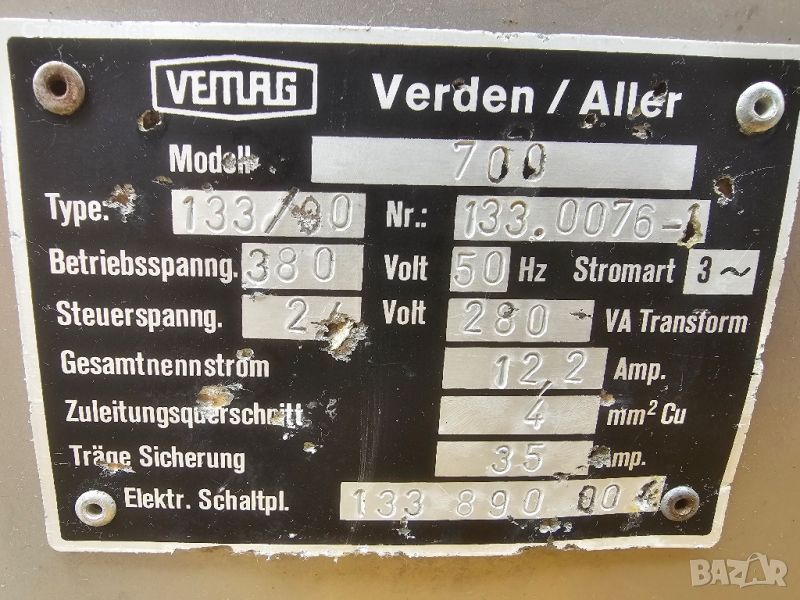 VEMAG Verden / Aller
Modell 700
Type. 133/90 Nr.: 133.0076-1
Betriebsspanng. 380 Volt 50 Hz Stromart 3 ~
Steuerspanng. Volt 280 VA Transform
Gesamtnennstrom 12,2 Amp.
Zuleitungsquerschnitt 4 mm² Cu
Träge Sicherung 35 Amp.
Elektr. Schaltpl. 133 890
BAZAR